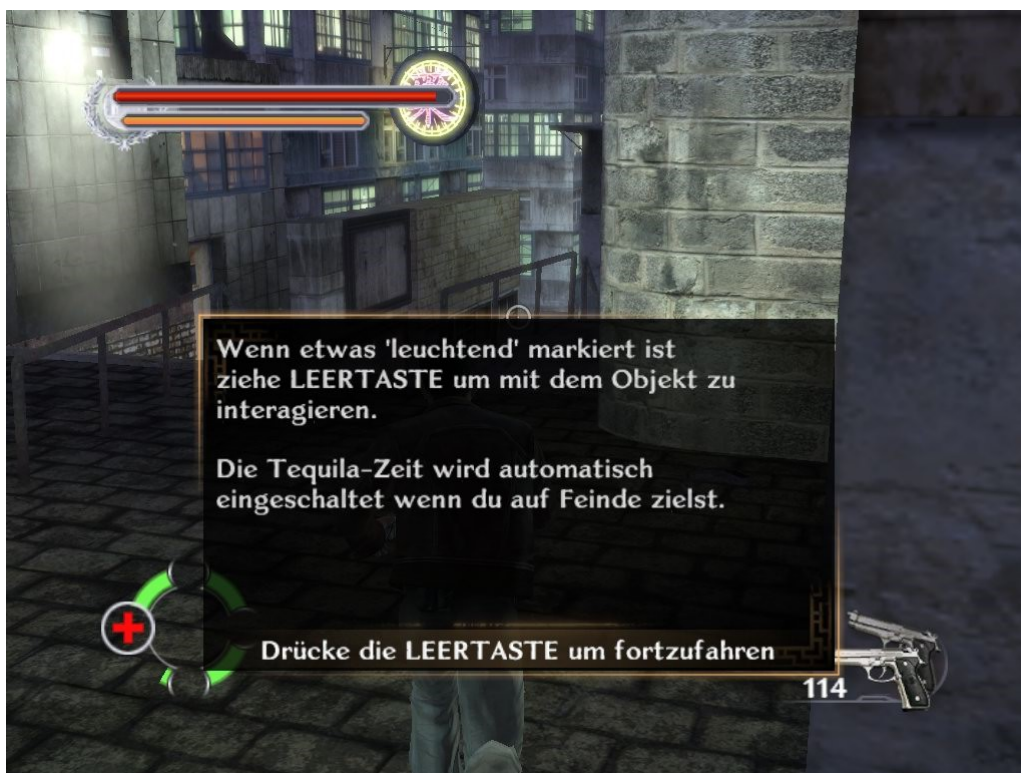 Wenn etwas 'leuchtend' markiert ist
ziehe LEERTASTE um mit dem Objekt zu
interagieren.
Die Tequila-Zeit wird automatisch
eingeschaltet wenn du auf Feinde zielst.
Drücke die LEERTASTE um fortzufahren
114